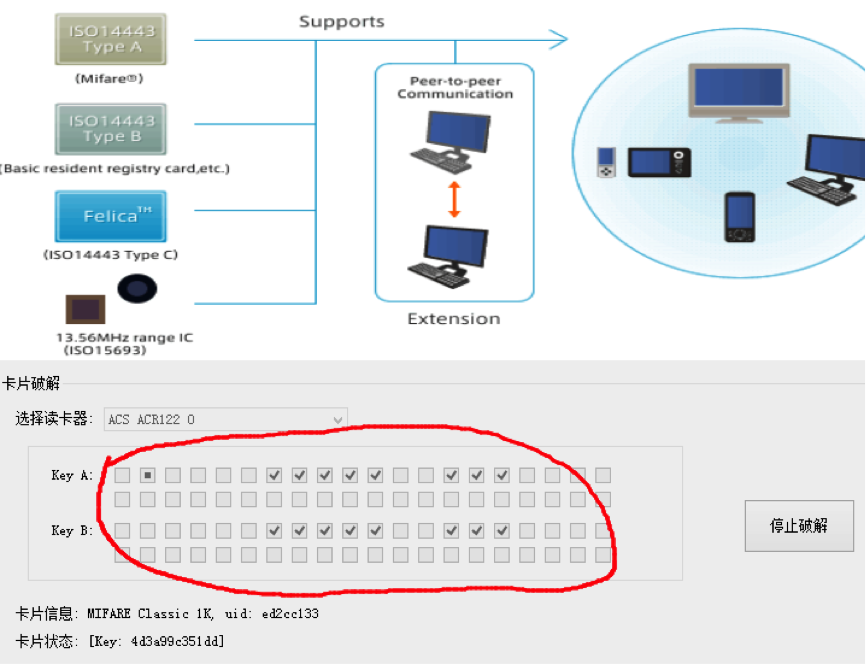 ISO14443
Type A
Supports
(Mifare®)
Peer-to-peer
Communication
ISO14443
Type B
(Basic resident registry card,etc.)
Felica™
(ISO14443 Type C)
Extension
13.56MHz range IC
(ISO15693)
卡片破解
选择读卡器: ACS ACR122 0
Key A:
Key B:
停止破解
卡片信息: MIFARE Classic 1K, uid: ed2cc133
卡片状态: [Key: 4d3a99c351dd]